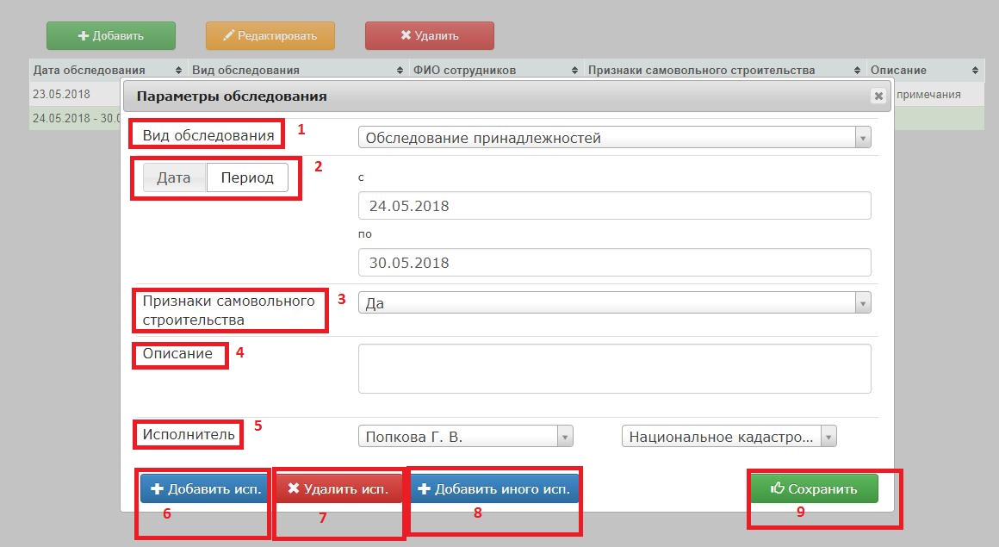 Добавить Редактировать Удалить
Дата обследования Вид обследования ФИО сотрудников Признаки самовольного строительства Описание
23.05.2018 примечания
Параметры обследования
24.05.2018 - 30.0
Вид обследования 1 Обследование принадлежностей
Дата Период 2 с
24.05.2018
по
30.05.2018
Признаки самовольного 3 Да
строительства
Описание 4
Исполнитель 5 Попкова Г. В. Национальное кадастро...
Добавить исп. Удалить исп. Добавить иного исп. Сохранить
6 7 8 9